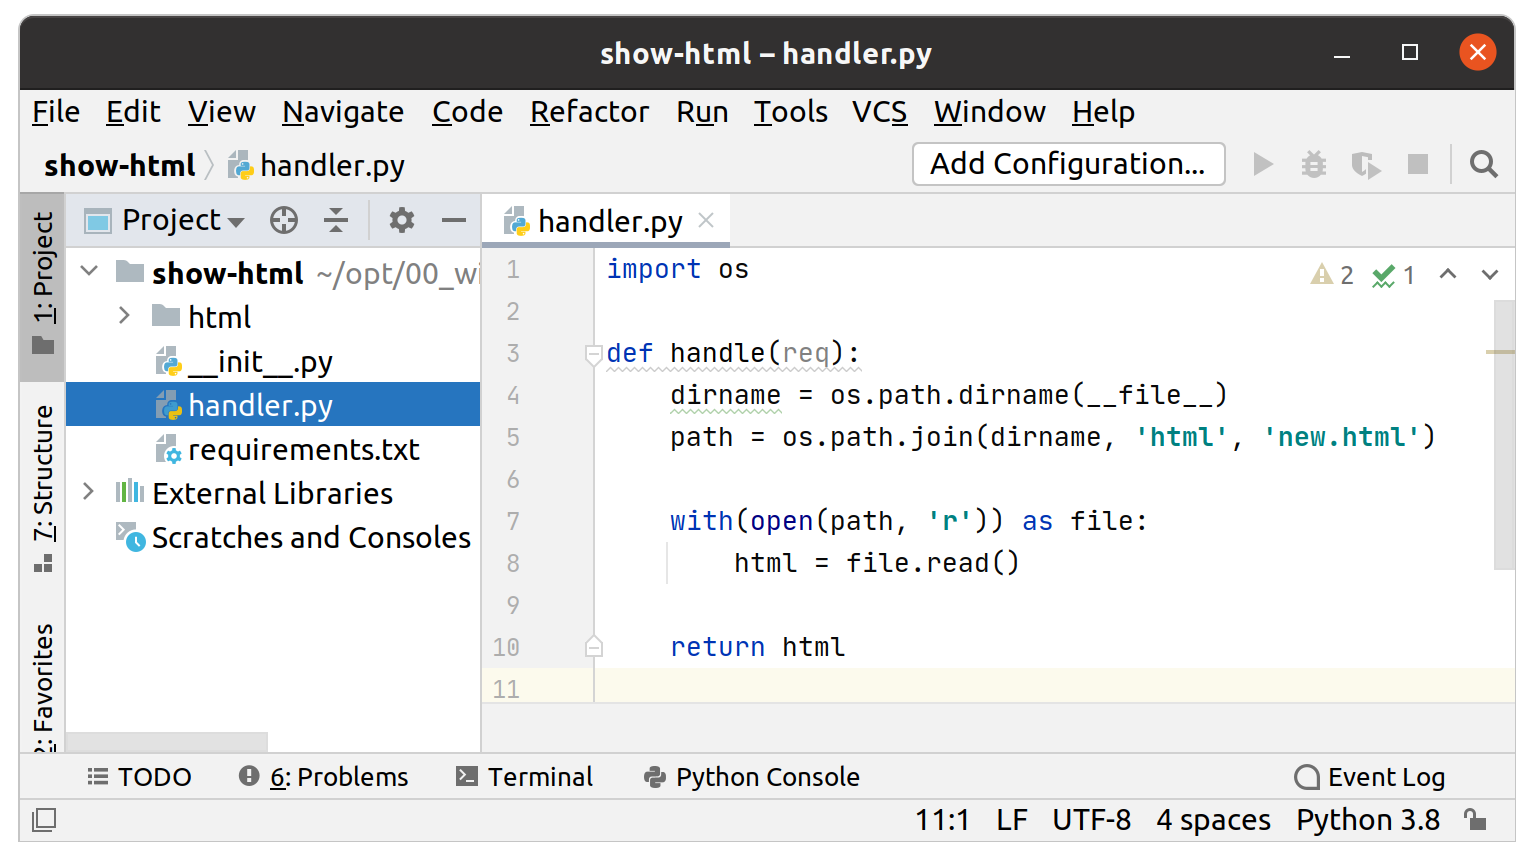 show-html – handler.py
File Edit View Navigate Code Refactor Run Tools VCS Window Help
show-html handler.py Add Configuration...
1: Project
7: Structure
2: Favorites
Project
show-html ~/opt/00_wi
html
__init__.py
handler.py
requirements.txt
External Libraries
Scratches and Consoles
handler.py
2 1
1 import os
2
3 def handle(req):
4     dirname = os.path.dirname(__file__)
5     path = os.path.join(dirname, 'html', 'new.html')
6
7     with(open(path, 'r')) as file:
8         html = file.read()
9
10     return html
11
TODO 6: Problems Terminal Python Console Event Log
11:1 LF UTF-8 4 spaces Python 3.8